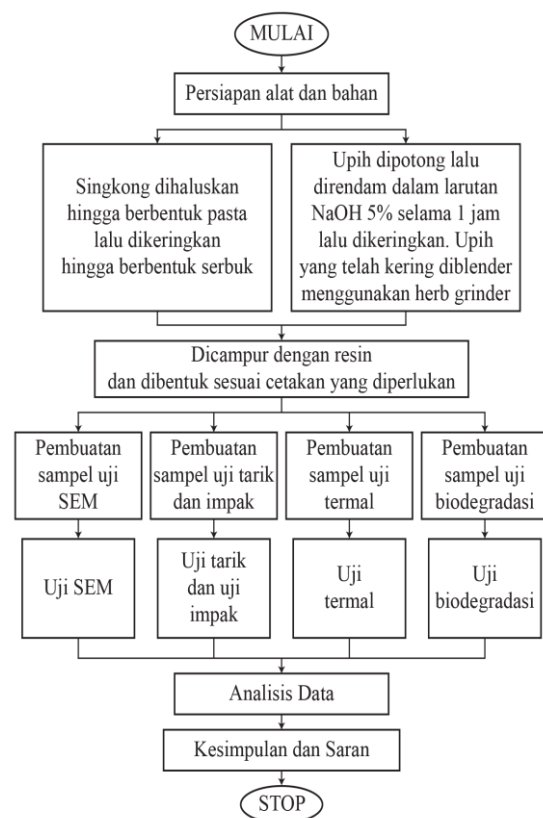 MULAI
Persiapan alat dan bahan
Singkong dihaluskan
hingga berbentuk pasta
lalu dikeringkan
hingga berbentuk serbuk
Upih dipotong lalu
direndam dalam larutan
NaOH 5% selama 1 jam
lalu dikeringkan. Upih
yang telah kering diblender
menggunakan herb grinder
Dicampur dengan resin
dan dibentuk sesuai cetakan yang diperlukan
Pembuatan
sampel uji
SEM
Pembuatan
sampel uji tarik
dan impak
Pembuatan
sampel uji
termal
Pembuatan
sampel uji
biodegradasi
Uji SEM
Uji tarik
dan uji
impak
Uji
termal
Uji
biodegradasi
Analisis Data
Kesimpulan dan Saran
STOP